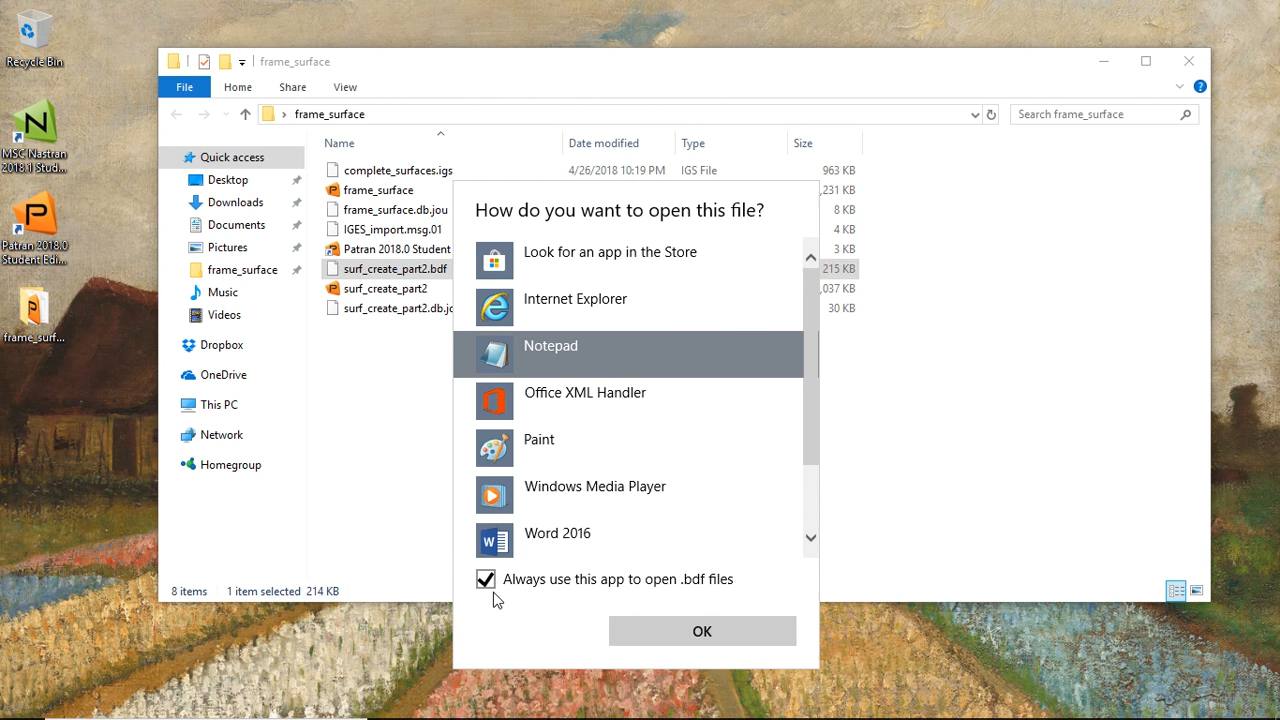 Recycle Bin
MSC Nastran
2018 1 Stud...
Patran 2018.0
Student Edi...
frame_surf...
frame_surface
File Home Share View
frame_surface
Search frame_surface
Quick access
Desktop
Downloads
Documents
Pictures
frame_surface
Music
Videos
Dropbox
OneDrive
This PC
Network
Homegroup
Name Date modified Type Size
complete_surfaces.igs 4/26/2018 10:19 PM IGS File 963 KB
frame_surface ,231 KB
frame_surface.db.jou 8 KB
IGES_import.msg.01 4 KB
Patran 2018.0 Student 3 KB
surf_create_part2.bdf 215 KB
surf_create_part2 ,037 KB
surf_create_part2.db.jo 30 KB
How do you want to open this file?
Look for an app in the Store
Internet Explorer
Notepad
Office XML Handler
Paint
Windows Media Player
Word 2016
Always use this app to open .bdf files
OK
8 items 1 item selected 214 KB